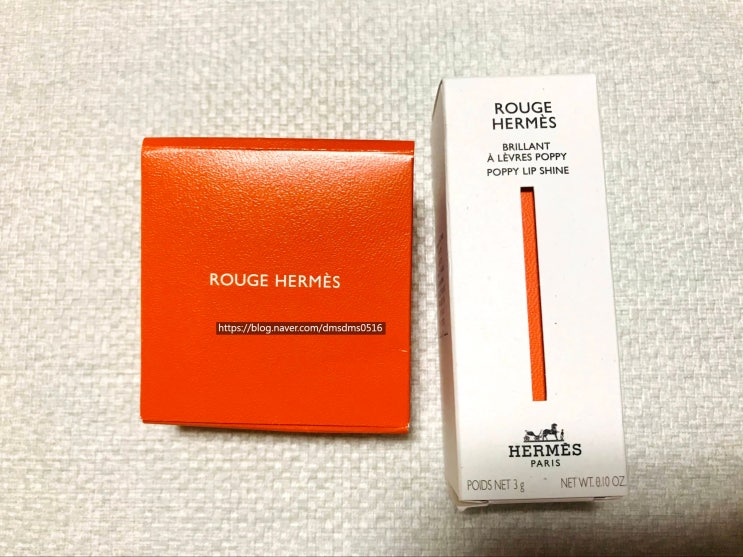 ROUGE HERMÈS
https://blog.naver.com/dmsdms0516
ROUGE
HERMÈS
BRILLANT
À LÈVRES POPPY
POPPY LIP SHINE
HERMÈS
PARIS
POIDS NET 3 g NET WT. 0.10 OZ.